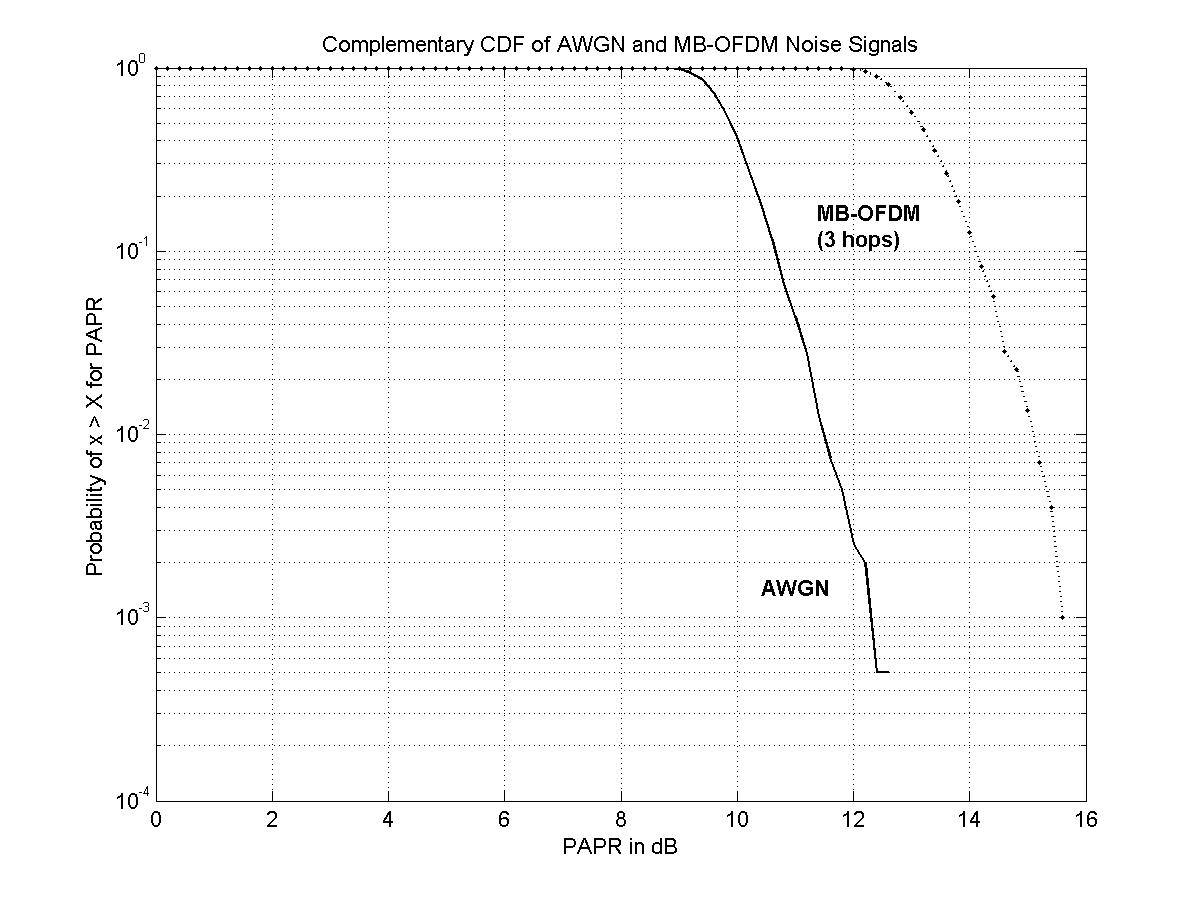 Complementary CDF of AWGN and MB-OFDM Noise Signals
10^0
10^-1
10^-2
10^-3
10^-4
Probability of x > X for PAPR
MB-OFDM
(3 hops)
AWGN
0 2 4 6 8 10 12 14 16
PAPR in dB